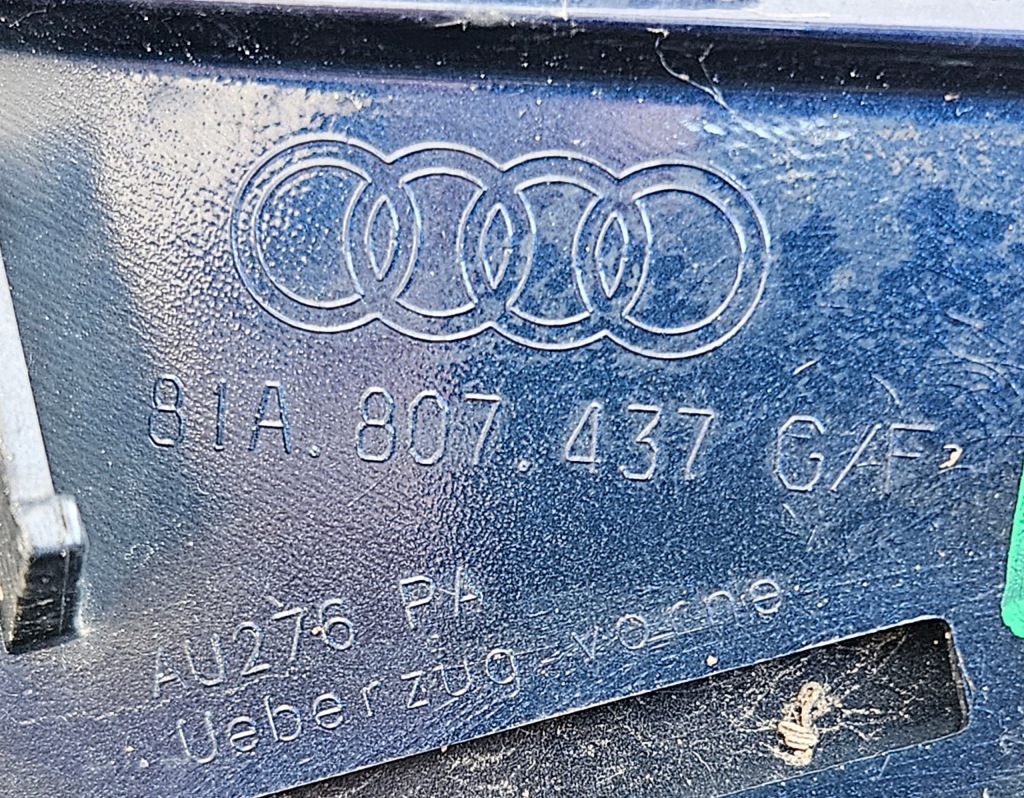 81A.807.437 G/F
AU276 PA
Ueberzug vorne